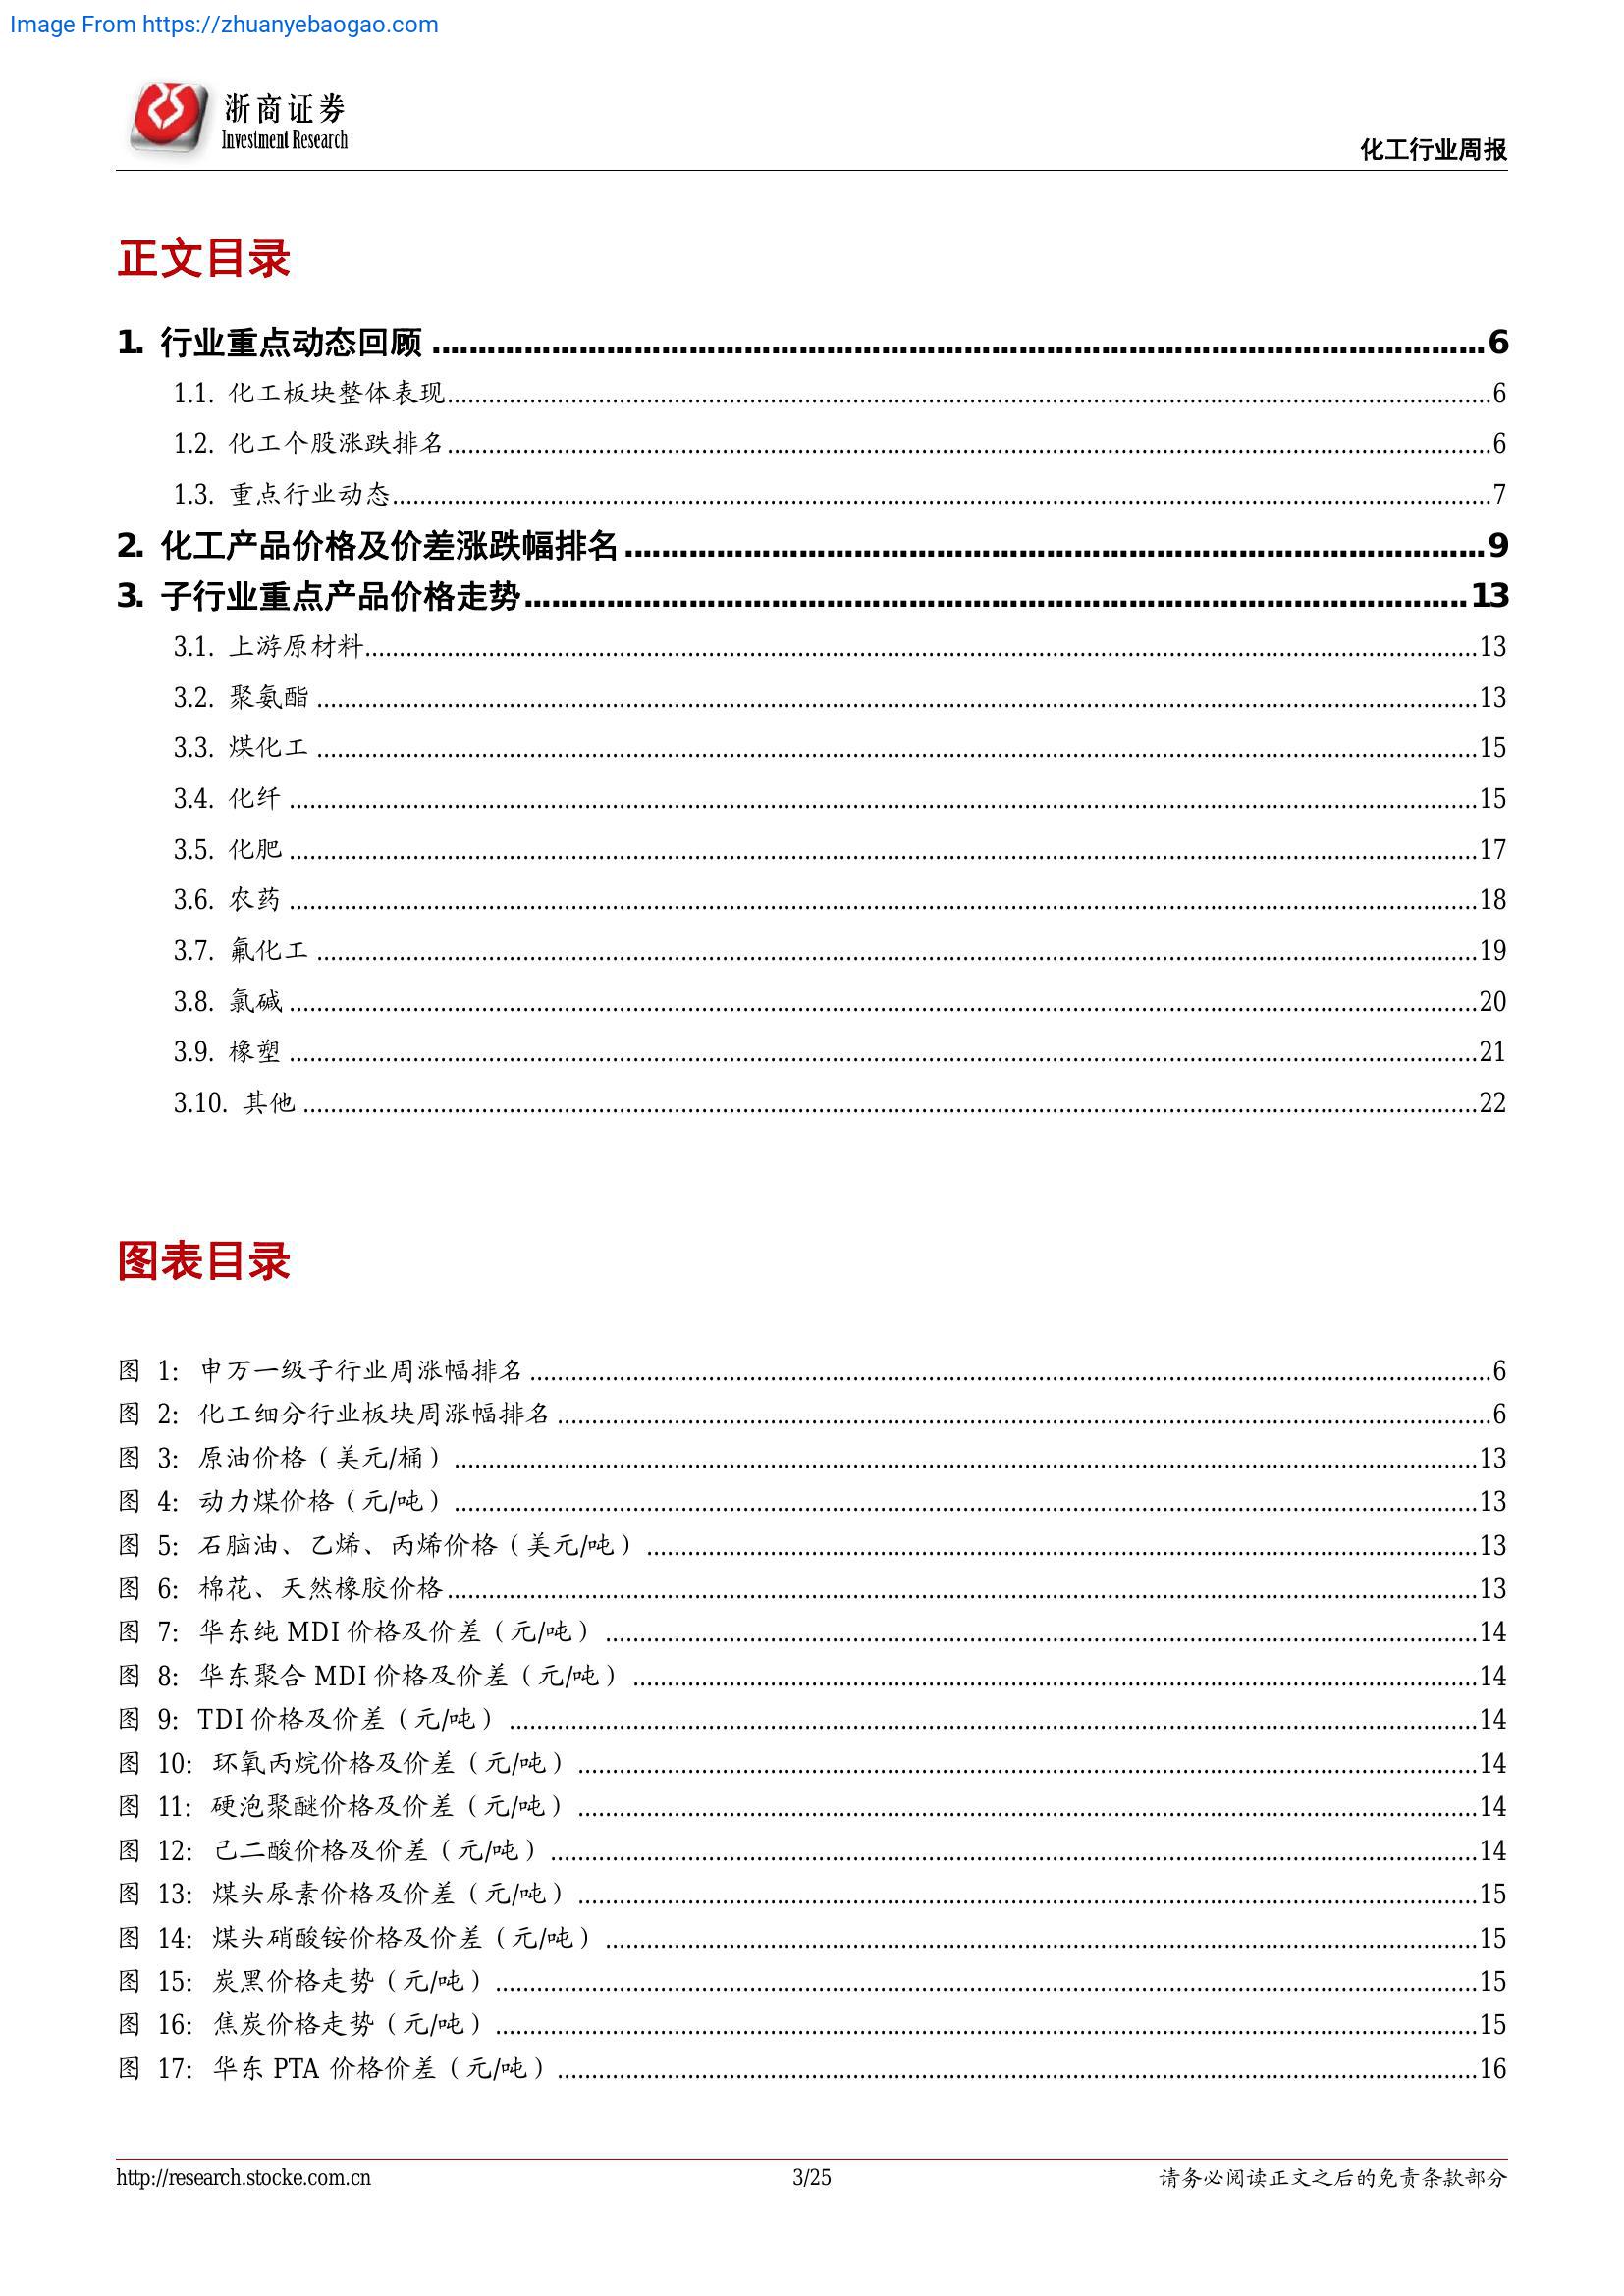 Image From https://zhuanyebaogao.com
浙商证券
Investment Research
化工行业周报
正文目录
1. 行业重点动态回顾 ........ 6
1.1. 化工板块整体表现 ........ 6
1.2. 化工个股涨跌排名 ........ 6
1.3. 重点行业动态 ........ 7
2. 化工产品价格及价差涨跌幅排名 ........ 9
3. 子行业重点产品价格走势 ........ 13
3.1. 上游原材料 ........ 13
3.2. 聚氨酯 ........ 13
3.3. 煤化工 ........ 15
3.4. 化纤 ........ 15
3.5. 化肥 ........ 17
3.6. 农药 ........ 18
3.7. 氟化工 ........ 19
3.8. 氯碱 ........ 20
3.9. 橡塑 ........ 21
3.10. 其他 ........ 22
图表目录
图 1: 申万一级子行业周涨幅排名 ........ 6
图 2: 化工细分行业板块周涨幅排名 ........ 6
图 3: 原油价格（美元/桶） ........ 13
图 4: 动力煤价格（元/吨） ........ 13
图 5: 石脑油、乙烯、丙烯价格（美元/吨） ........ 13
图 6: 棉花、天然橡胶价格 ........ 13
图 7: 华东纯 MDI 价格及价差（元/吨） ........ 14
图 8: 华东聚合 MDI 价格及价差（元/吨） ........ 14
图 9: TDI 价格及价差（元/吨） ........ 14
图 10: 环氧丙烷价格及价差（元/吨） ........ 14
图 11: 硬泡聚醚价格及价差（元/吨） ........ 14
图 12: 己二酸价格及价差（元/吨） ........ 14
图 13: 煤头尿素价格及价差（元/吨） ........ 15
图 14: 煤头硝酸铵价格及价差（元/吨） ........ 15
图 15: 炭黑价格走势（元/吨） ........ 15
图 16: 焦炭价格走势（元/吨） ........ 15
图 17: 华东 PTA 价格价差（元/吨） ........ 16
http://research.stocke.com.cn
3/25
请务必阅读正文之后的免责条款部分